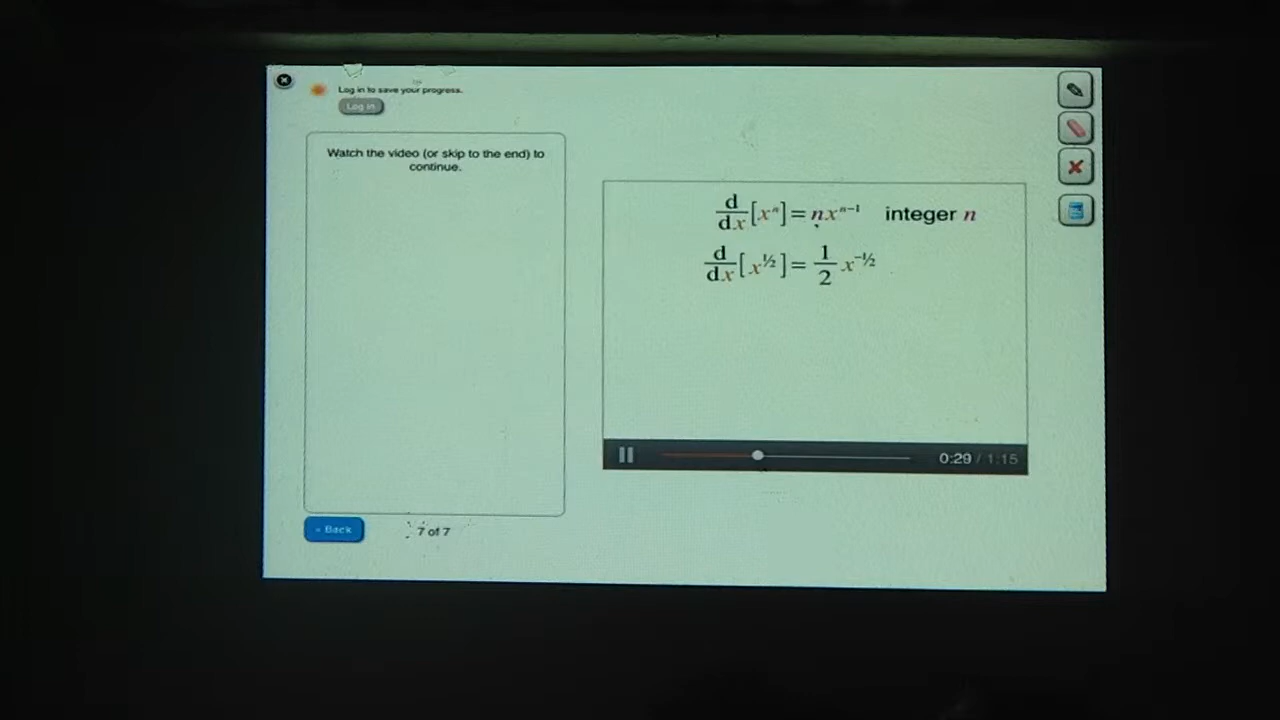 Log in to save your progress.
Log in
Watch the video (or skip to the end) to
continue.
d/dx [xⁿ] = nxⁿ⁻¹ integer n
d/dx [x^½] = 1/2 x^-½
0:29 / 1:15
« Back
7 of 7